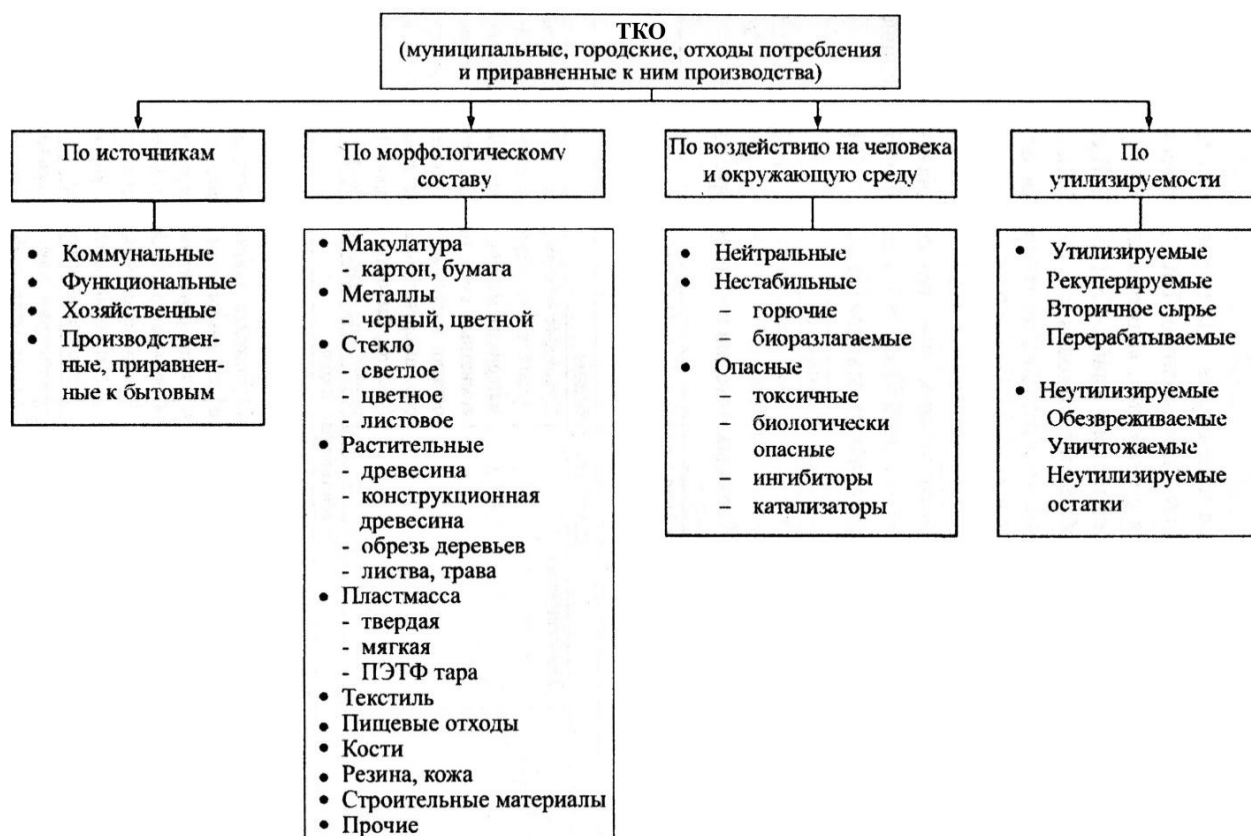 ТКО
(муниципальные, городские, отходы потребления
и приравненные к ним производства)
По источникам
• Коммунальные
• Функциональные
• Хозяйственные
• Производствен-
ные, приравнен-
ные к бытовым
По морфологическому
составу
• Макулатура
- картон, бумага
• Металлы
- черный, цветной
• Стекло
- светлое
- цветное
- листовое
• Растительные
- древесина
- конструкционная
древесина
- обрезь деревьев
- листва, трава
• Пластмасса
- твердая
- мягкая
- ПЭТФ тара
• Текстиль
• Пищевые отходы
• Кости
• Резина, кожа
• Строительные материалы
• Прочие
По воздействию на человека
и окружающую среду
• Нейтральные
• Нестабильные
– горючие
– биоразлагаемые
• Опасные
– токсичные
– биологически
опасные
– ингибиторы
– катализаторы
По
утилизируемости
• Утилизируемые
Рекуперируемые
Вторичное сырье
Перерабатываемые
• Неутилизируемые
Обезвреживаемые
Уничтожаемые
Неутилизируемые
остатки